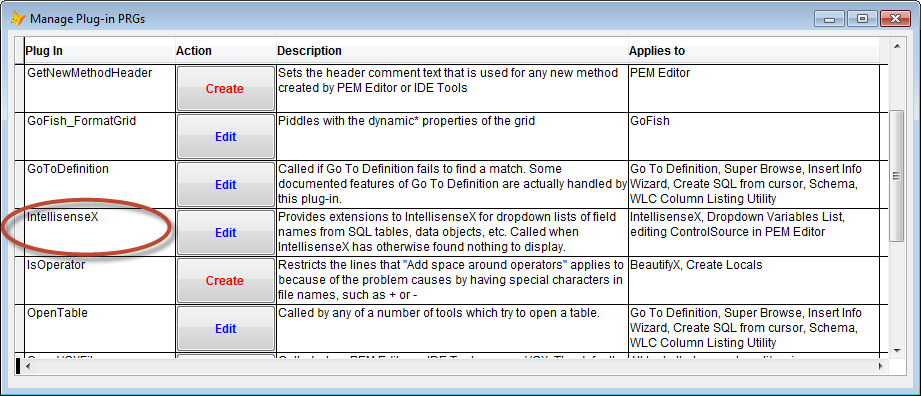 Manage Plug-in PRGs
Plug In Action Description Applies to
GetNewMethodHeader Create Sets the header comment text that is used for any new method PEM Editor
created by PEM Editor or IDE Tools
GoFish_FormatGrid Edit Piddles with the dynamic* properties of the grid GoFish
GoToDefinition Edit Called if Go To Definition fails to find a match. Some Go To Definition, Super Browse, Insert Info
documented features of Go To Definition are actually handled by Wizard, Create SQL from cursor, Schema,
this plug-in. WLC Column Listing Utility
IntellisenseX Edit Provides extensions to IntellisenseX for dropdown lists of field IntellisenseX, Dropdown Variables List,
names from SQL tables, data objects, etc. Called when editing ControlSource in PEM Editor
IntellisenseX has otherwise found nothing to display.
IsOperator Create Restricts the lines that "Add space around operators" applies to BeautifyX, Create Locals
because of the problem causes by having special characters in
file names, such as + or -
OpenTable Edit Called by any of a number of tools which try to open a table. Go To Definition, Super Browse, Insert Info
Wizard, Create SQL from cursor, Schema,
WLC Column Listing Utility